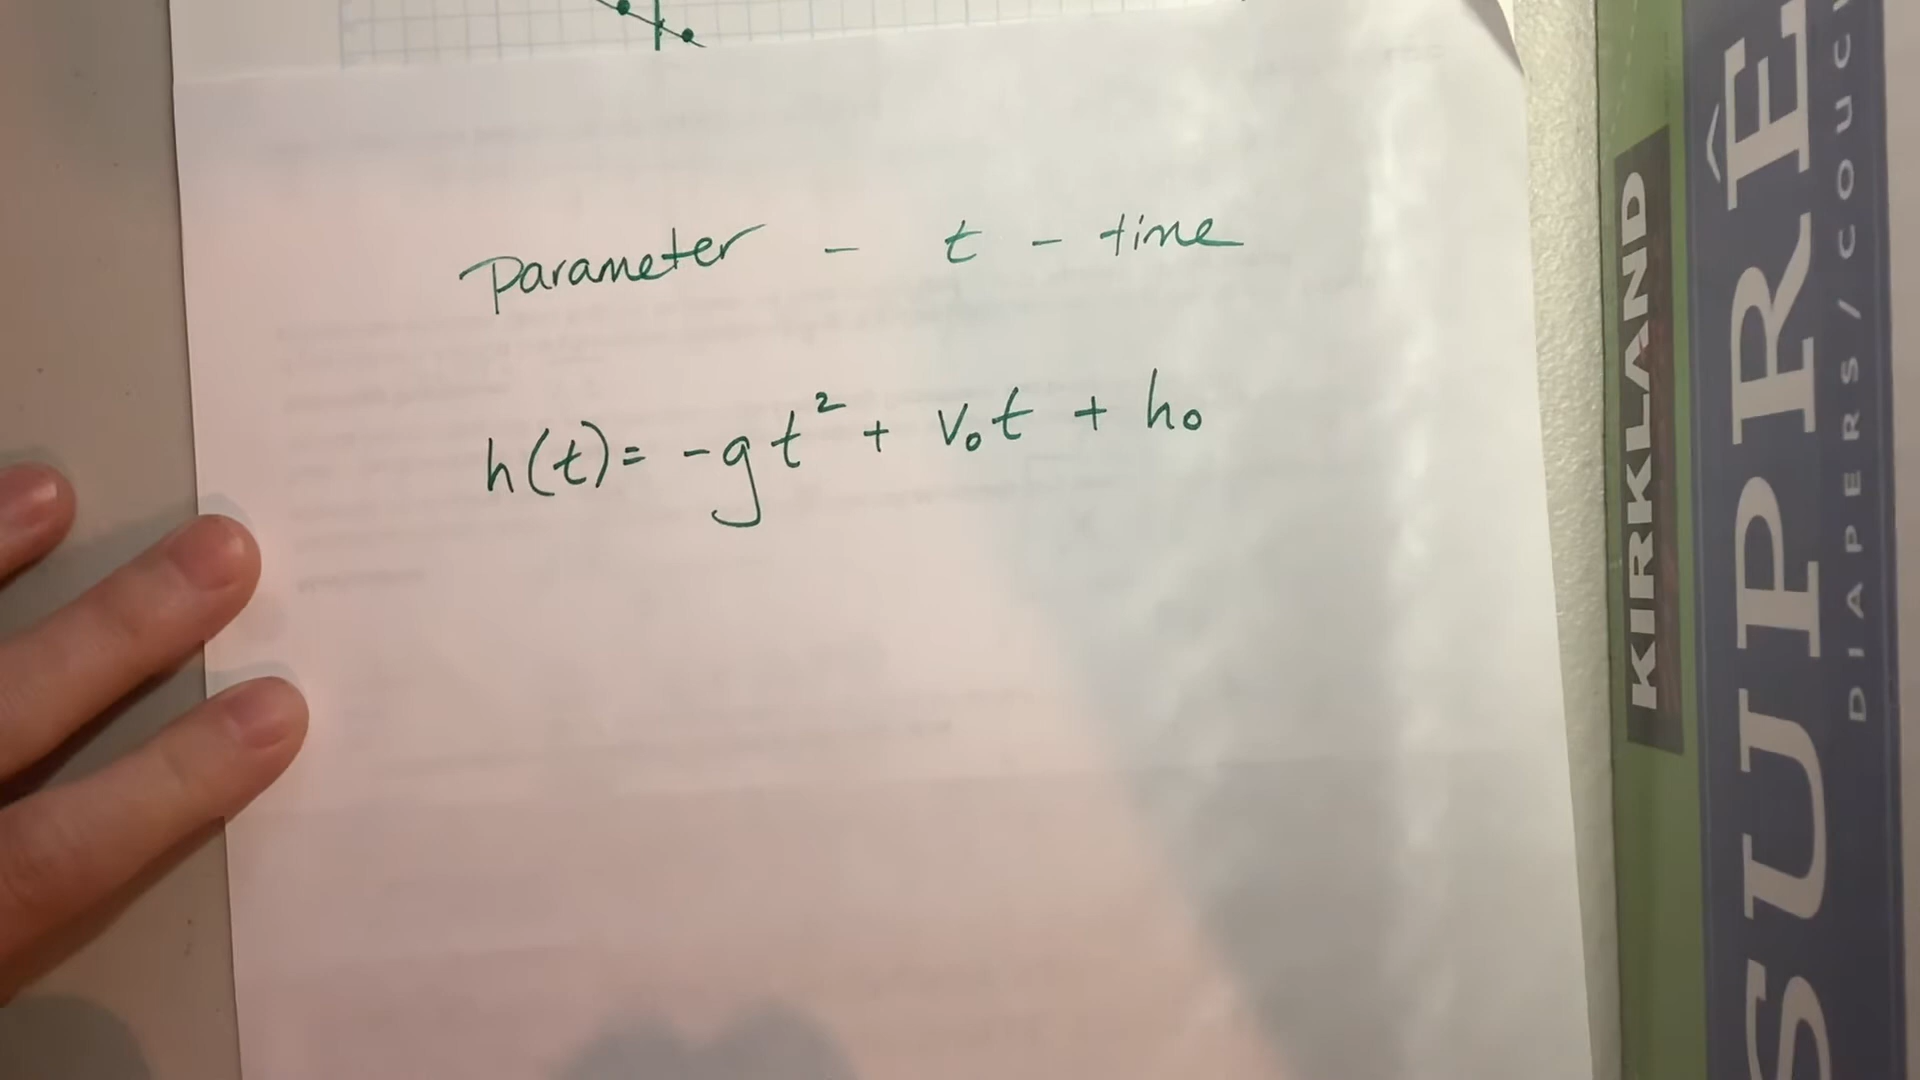 Parameter - t - time
h(t) = -gt² + v₀t + h₀
KIRKLAND
SUPRÊ
DIAPERS/COUC